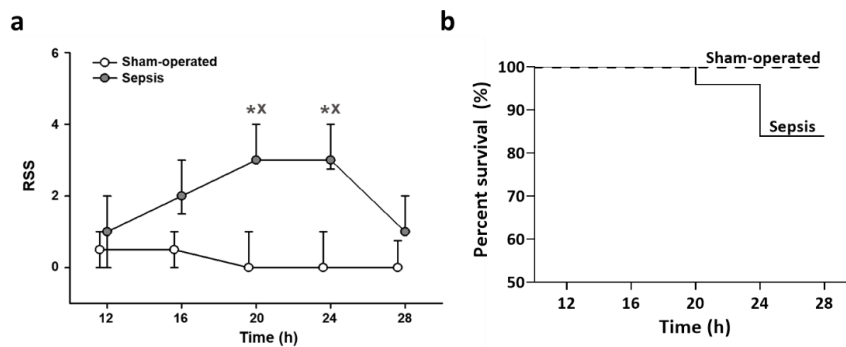 a
6
4
2
0
RSS
Sham-operated
Sepsis
*x
*x
12
16
20
24
28
Time (h)
b
100
90
80
70
60
50
Percent survival (%)
Sham-operated
Sepsis
12
16
20
24
28
Time (h)